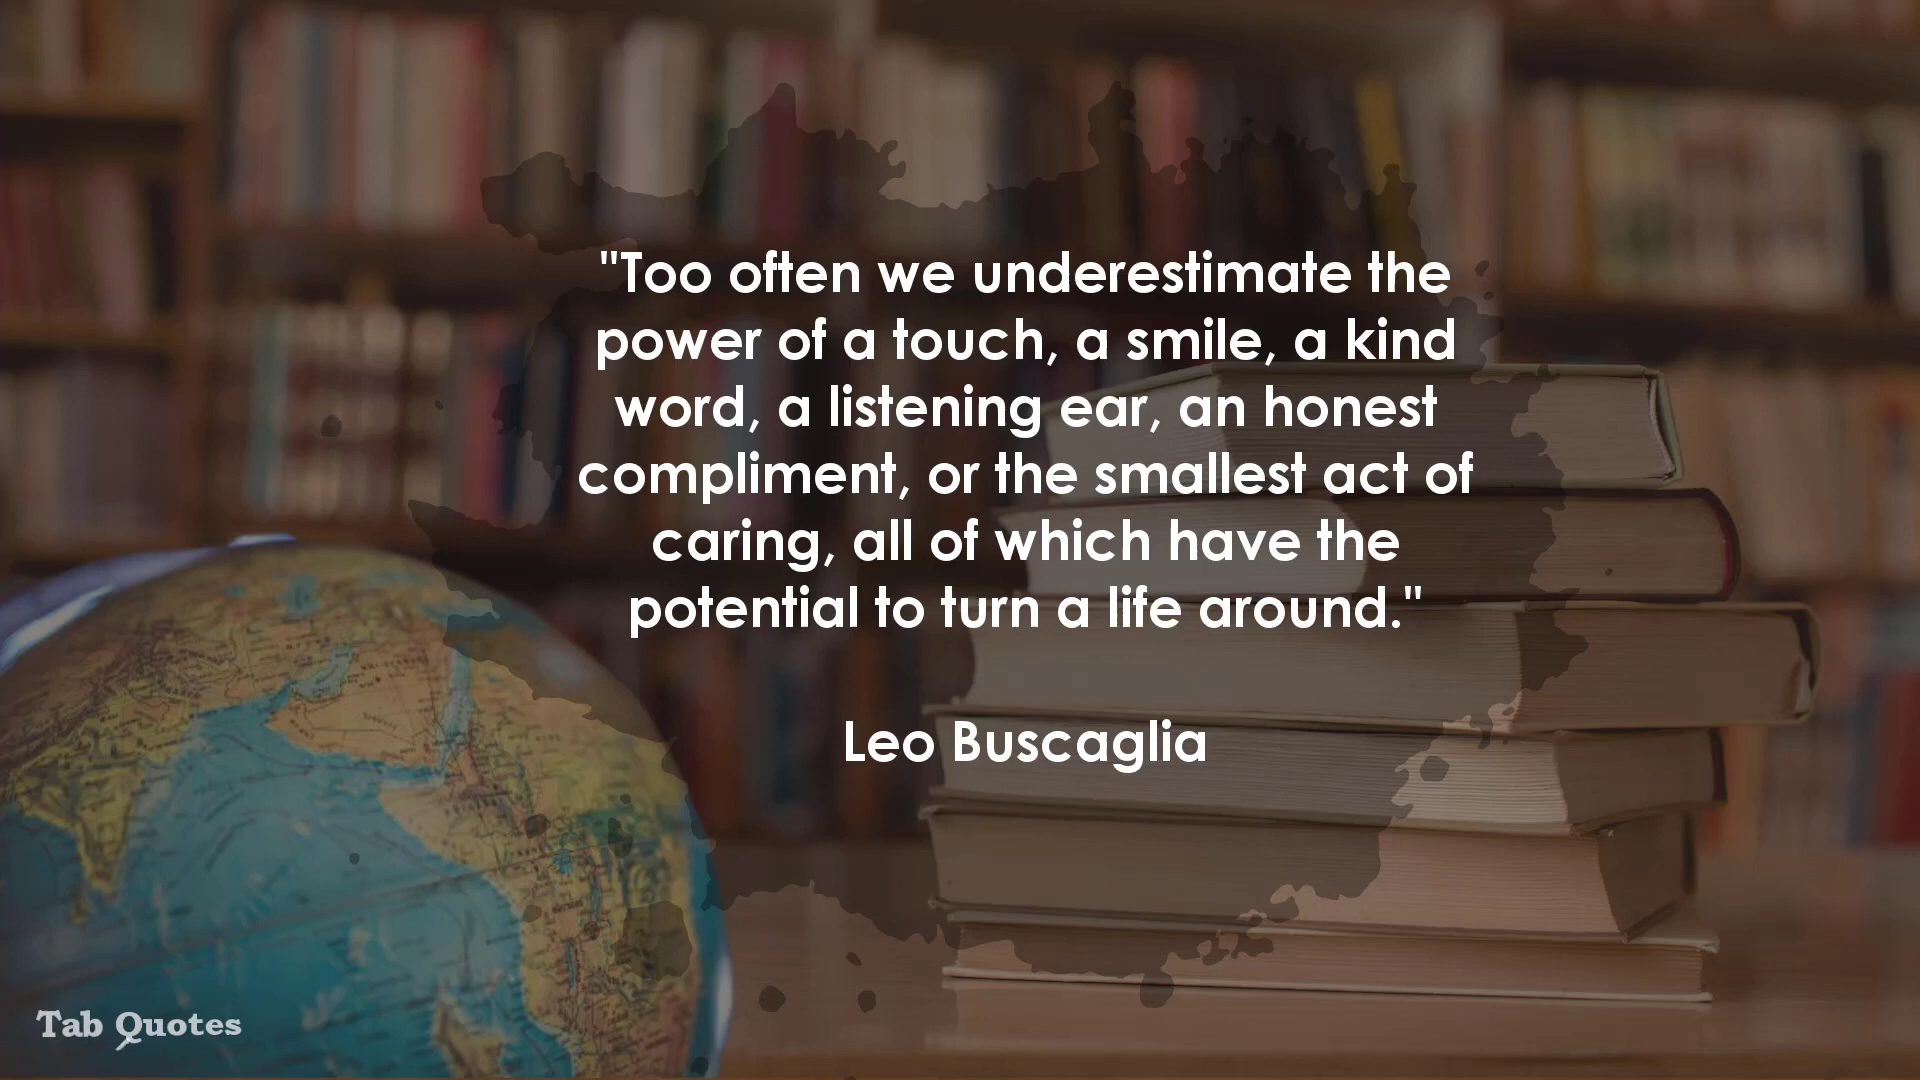 "Too often we underestimate the
power of a touch, a smile, a kind
word, a listening ear, an honest
compliment, or the smallest act of
caring, all of which have the
potential to turn a life around."
Leo Buscaglia
Tab Quotes